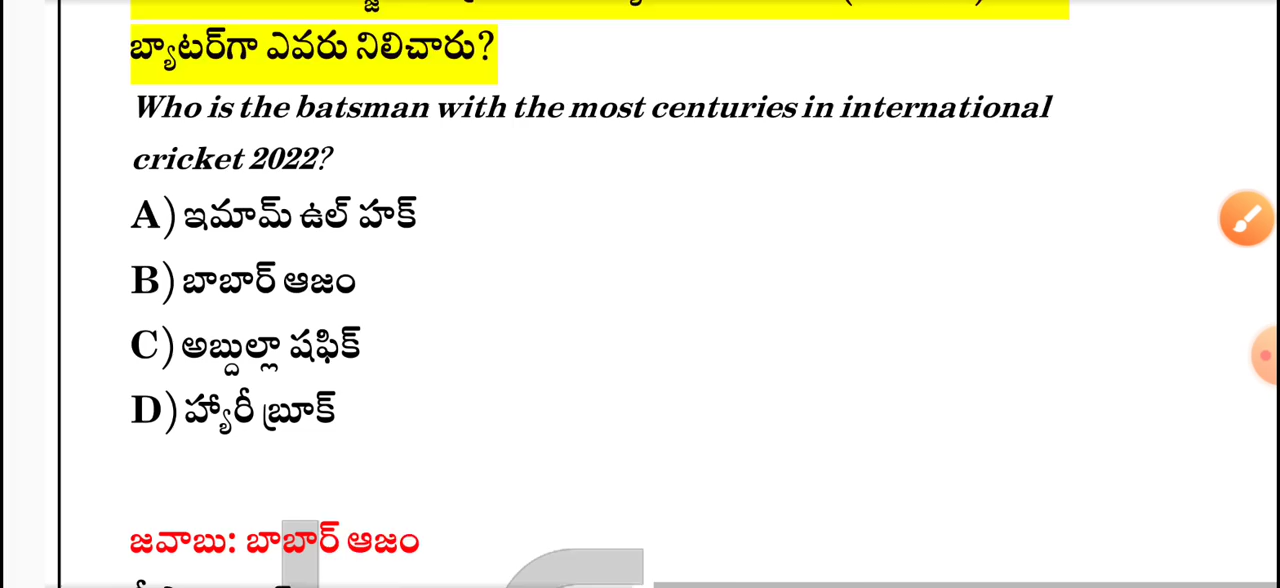 బ్యాటర్‌గా ఎవరు నిలిచారు?
Who is the batsman with the most centuries in international
cricket 2022?
A) ఇమామ్ ఉల్ హక్
B) బాబార్ ఆజం
C) అబ్దుల్లా షఫిక్
D) హ్యారీ బ్రూక్
జవాబు: బాబార్ ఆజం